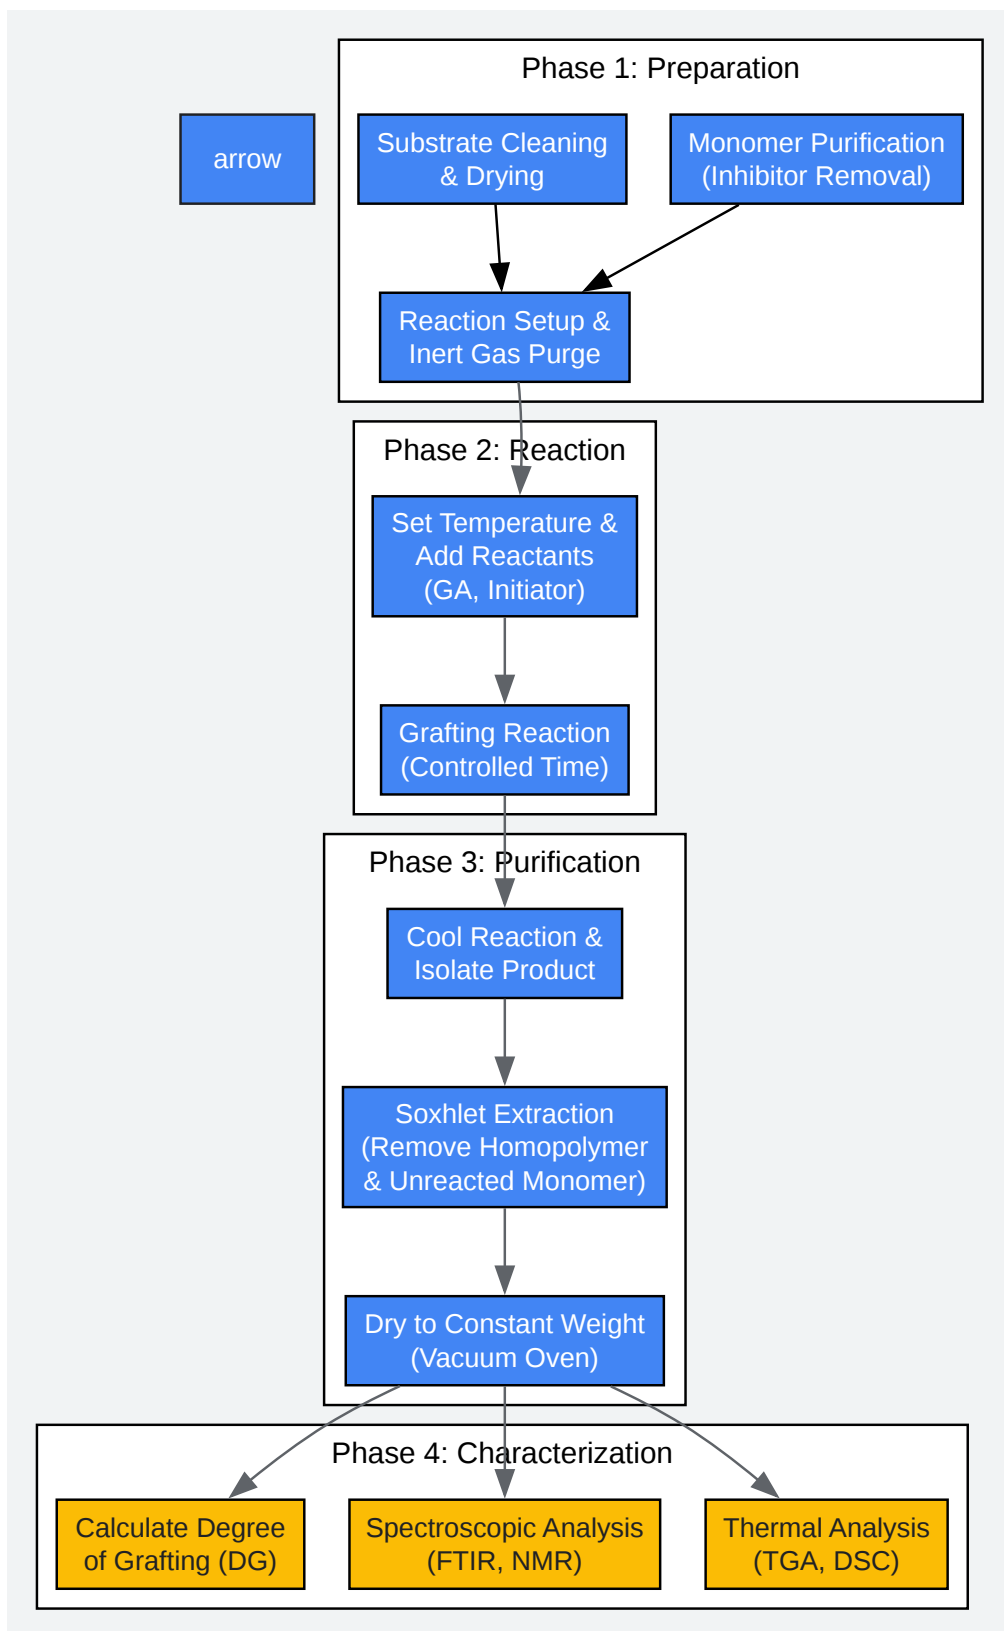 Phase 1: Preparation
arrow
Substrate Cleaning
& Drying
Monomer Purification
(Inhibitor Removal)
Reaction Setup &
Inert Gas Purge
Phase 2: Reaction
Set Temperature &
Add Reactants
(GA, Initiator)
Grafting Reaction
(Controlled Time)
Phase 3: Purification
Cool Reaction &
Isolate Product
Soxhlet Extraction
(Remove Homopolymer
& Unreacted Monomer)
Dry to Constant Weight
(Vacuum Oven)
Phase 4: Characterization
Calculate Degree
of Grafting (DG)
Spectroscopic Analysis
(FTIR, NMR)
Thermal Analysis
(TGA, DSC)